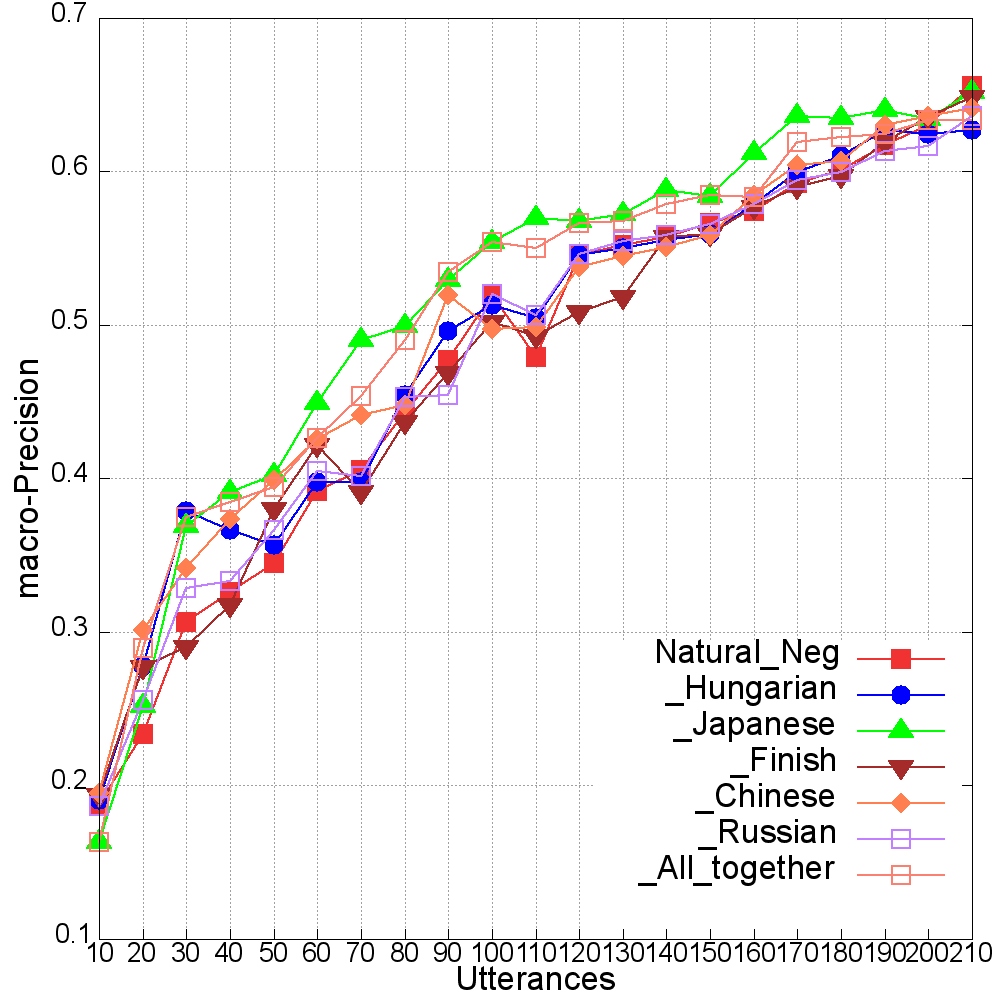 0.7
0.6
0.5
0.4
0.3
0.2
0.1
macro-Precision
Natural_Neg
_Hungarian
_Japanese
_Finish
_Chinese
_Russian
_All_together
10 20 30 40 50 60 70 80 90 100 110 120 130 140 150 160 170 180 190 200 210
Utterances